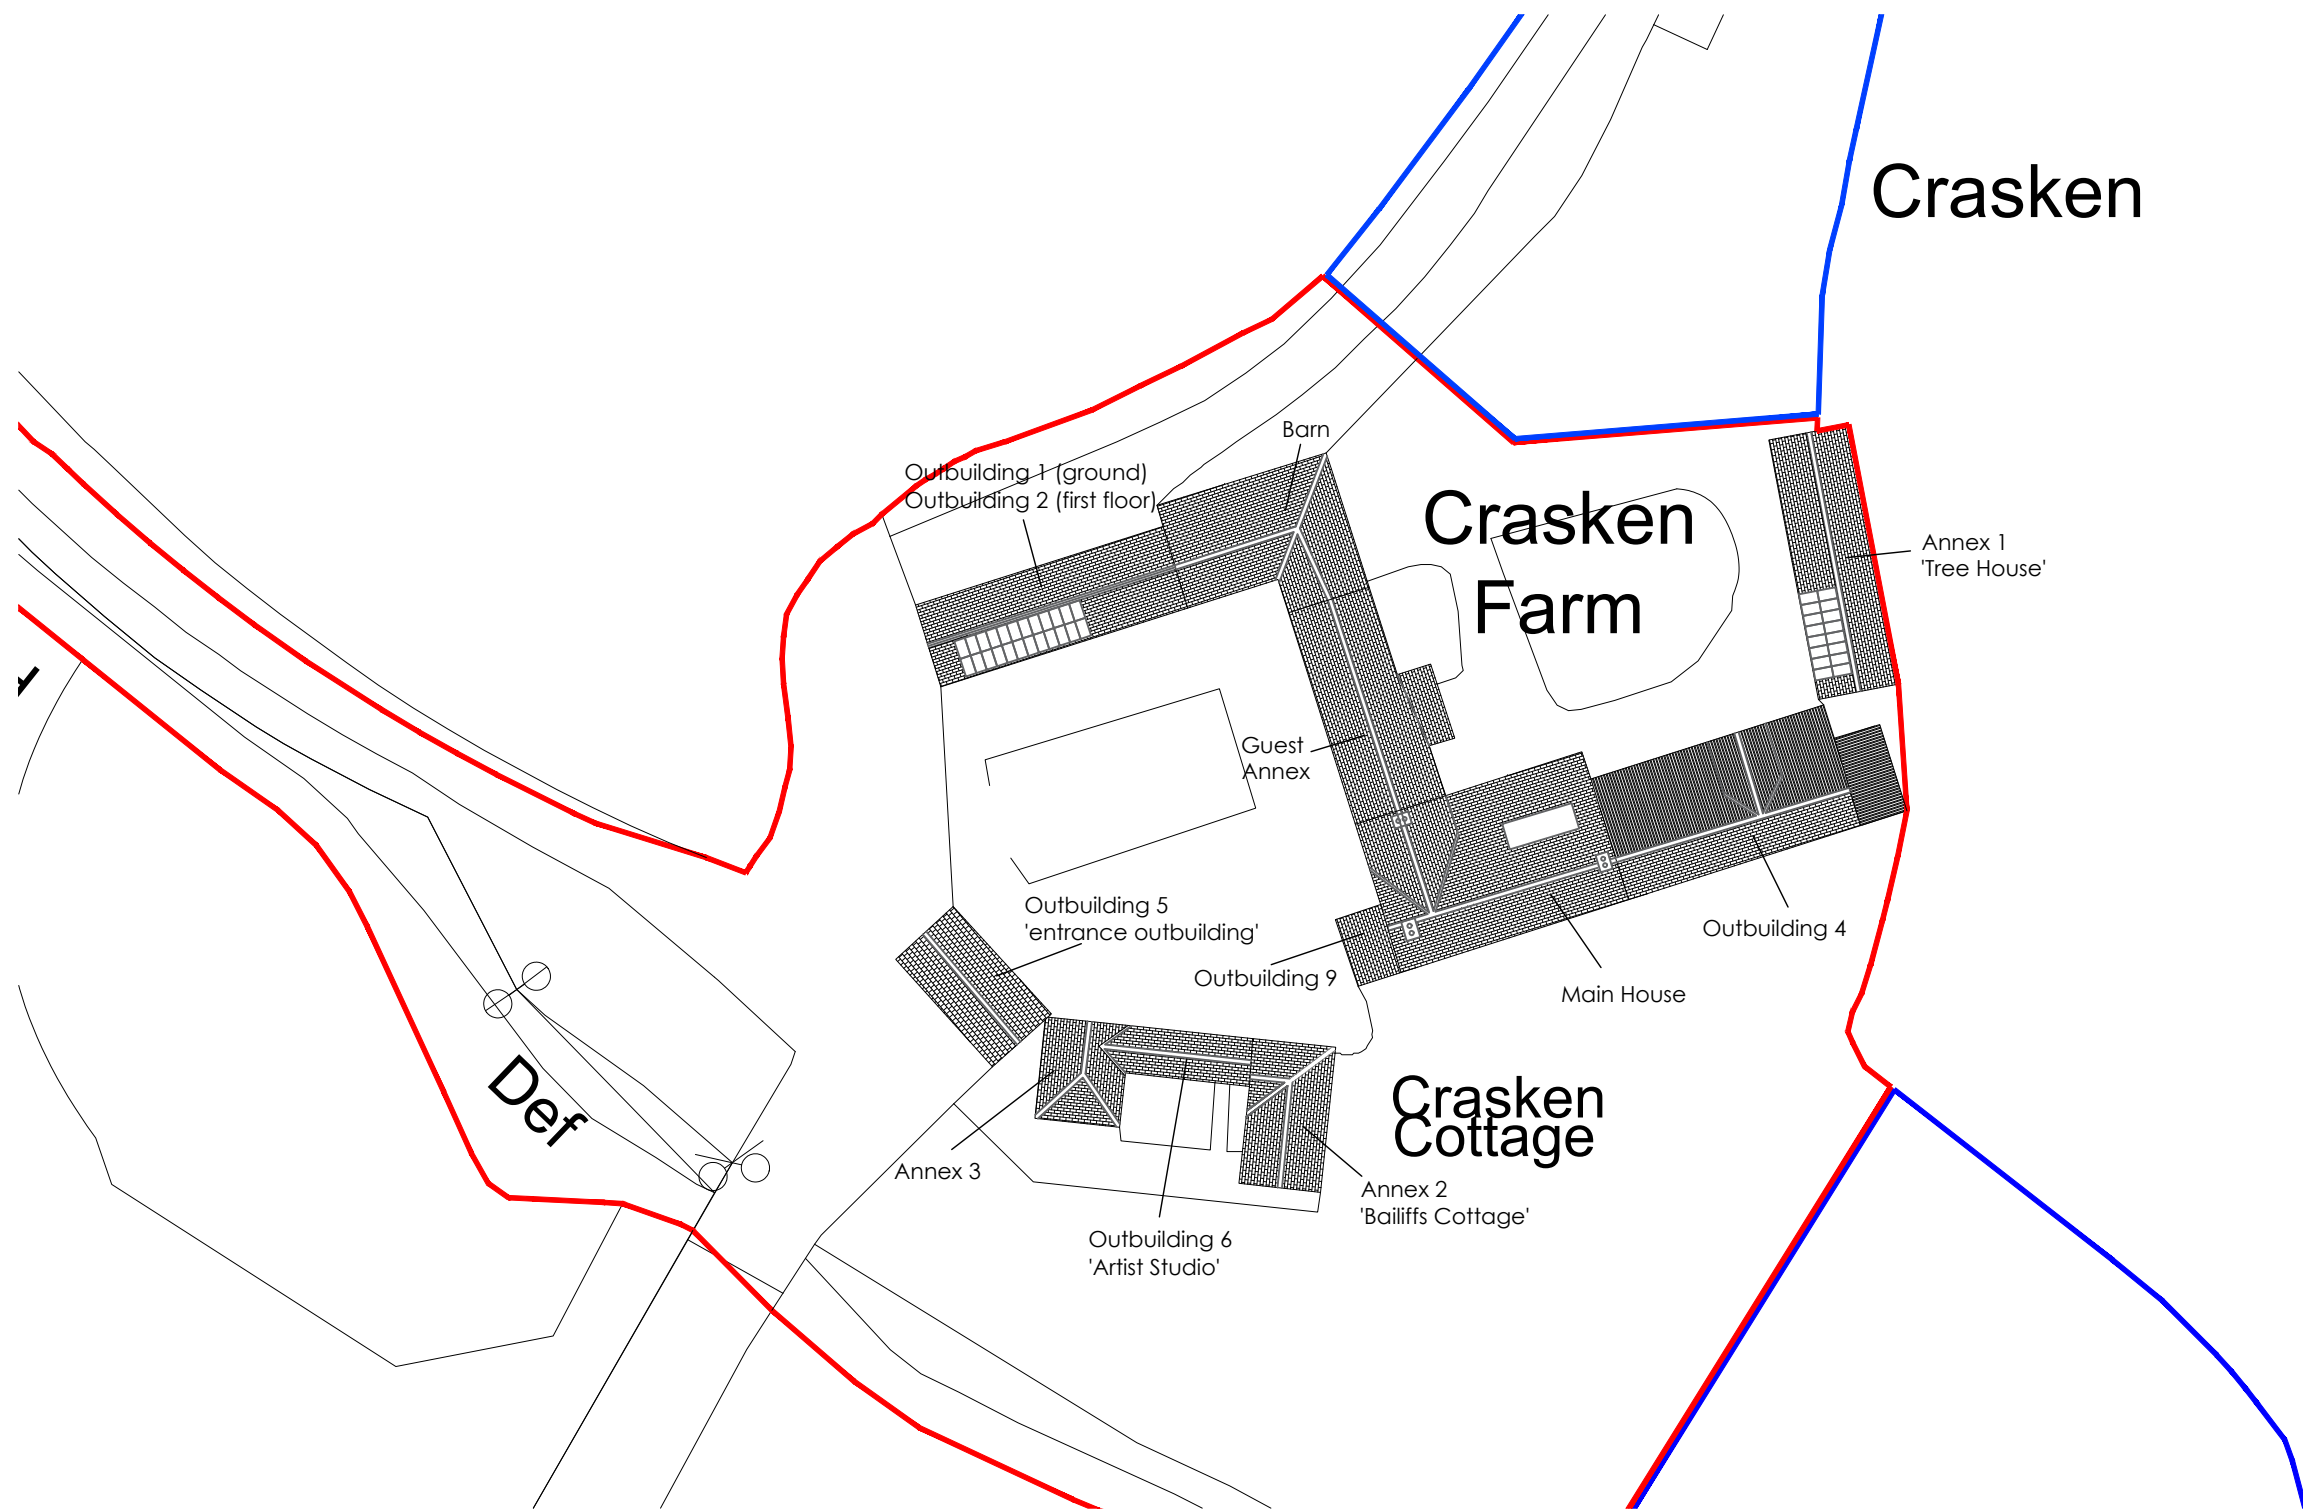 Crasken
Barn
Outbuilding 1 (ground)
Outbuilding 2 (first floor)
Crasken
Farm
Annex 1
'Tree House'
Guest
Annex
Outbuilding 5
'entrance outbuilding'
Outbuilding 9
Outbuilding 4
Main House
Def
Crasken
Cottage
Annex 3
Annex 2
'Bailiffs Cottage'
Outbuilding 6
'Artist Studio'